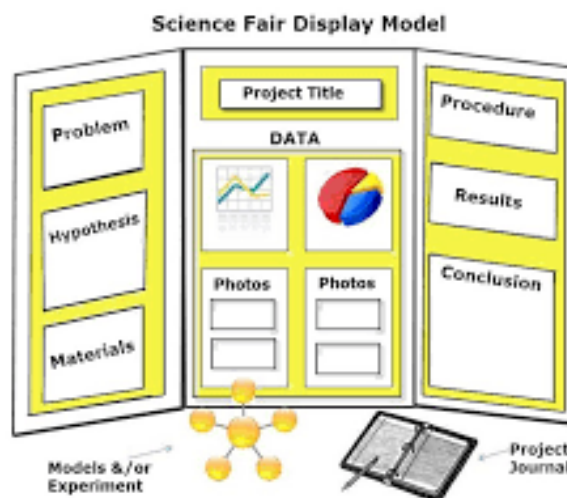 Science Fair Display Model
Problem
Hypothesis
Materials
Project Title
DATA
Photos
Photos
Procedure
Results
Conclusion
Models &/or
Experiment
Project
Journal